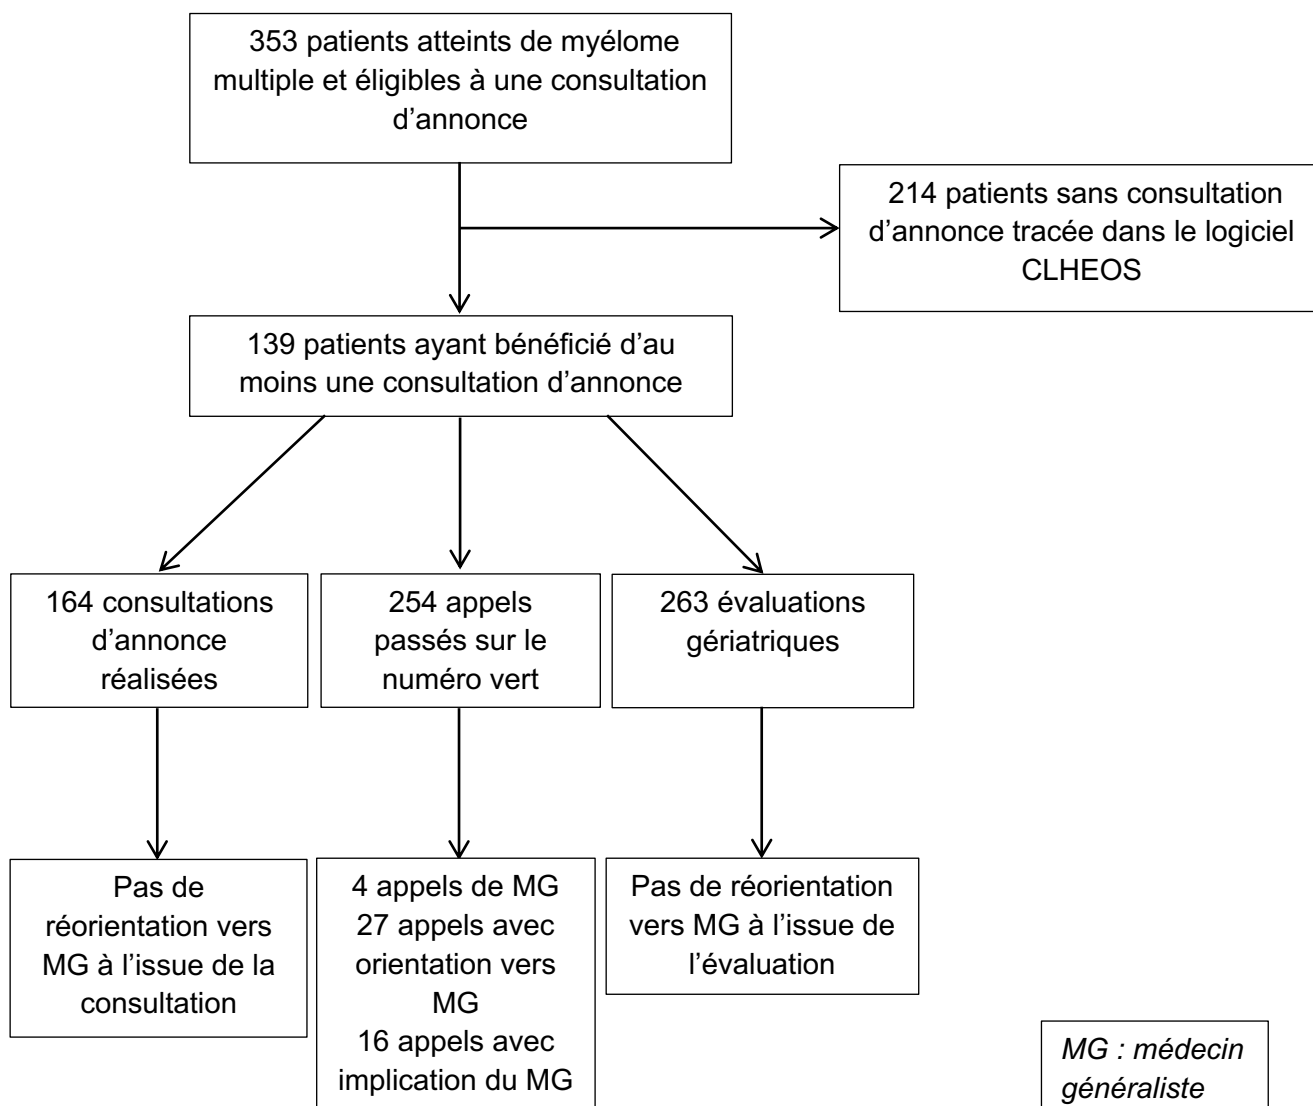 353 patients atteints de myélome
multiple et éligibles à une consultation
d’annonce
214 patients sans consultation
d’annonce tracée dans le logiciel
CLHEOS
139 patients ayant bénéficié d’au
moins une consultation d’annonce
164 consultations
d’annonce
réalisées
254 appels
passés sur le
numéro vert
263 évaluations
gériatriques
Pas de
réorientation vers
MG à l’issue de la
consultation
4 appels de MG
27 appels avec
orientation vers
MG
16 appels avec
implication du MG
Pas de réorientation
vers MG à l’issue de
l’évaluation
MG : médecin
généraliste